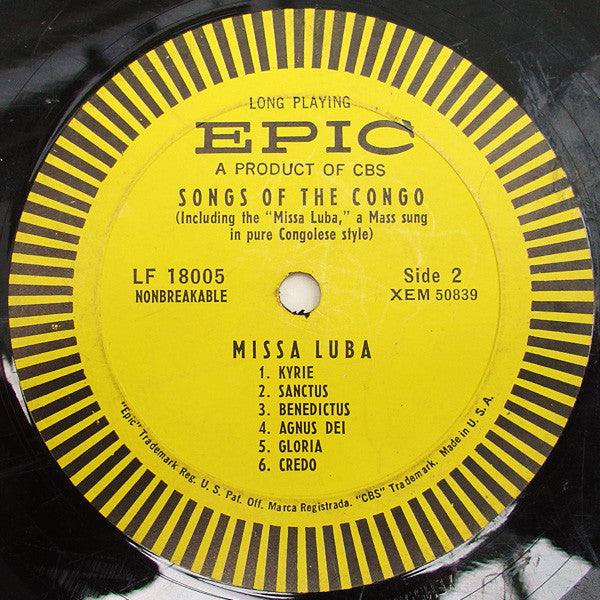 LONG PLAYING
EPIC
A PRODUCT OF CBS
SONGS OF THE CONGO
(Including the "Missa Luba," a Mass sung
in pure Congolese style)
LF 18005
NONBREAKABLE
Side 2
XEM 50839
MISSA LUBA
1. KYRIE
2. SANCTUS
3. BENEDICTUS
4. AGNUS DEI
5. GLORIA
6. CREDO
"Epic" Trademark Reg. U. S. Pat. Off. Marca Registrada. "CBS" Trademark. Made in U. S. A.